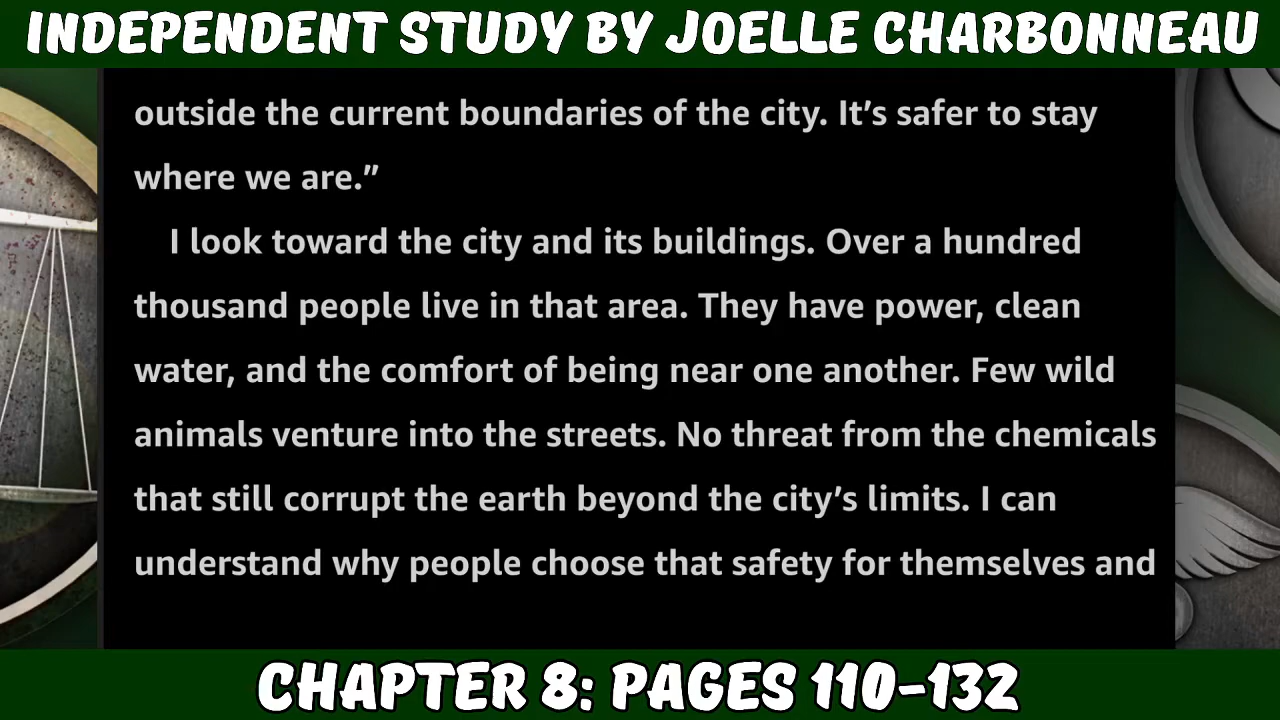 INDEPENDENT STUDY BY JOELLE CHARBONNEAU
outside the current boundaries of the city. It’s safer to stay
where we are.”
I look toward the city and its buildings. Over a hundred
thousand people live in that area. They have power, clean
water, and the comfort of being near one another. Few wild
animals venture into the streets. No threat from the chemicals
that still corrupt the earth beyond the city’s limits. I can
understand why people choose that safety for themselves and
CHAPTER 8: PAGES 110-132